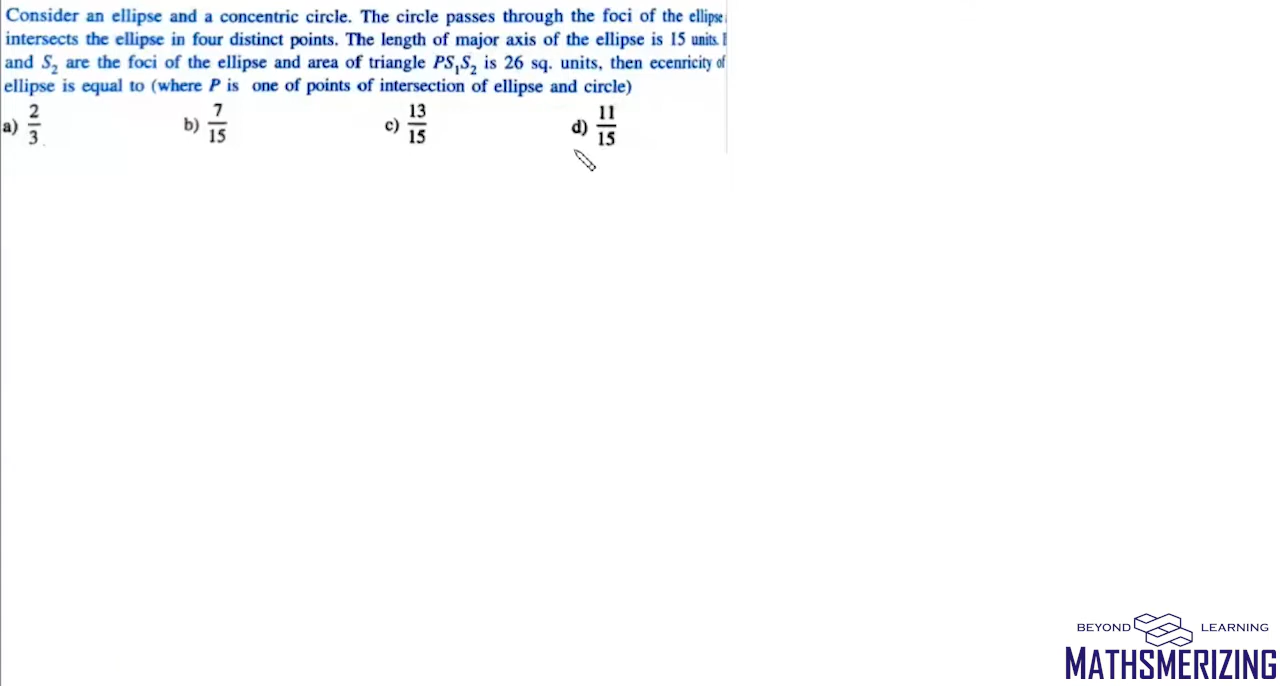 Consider an ellipse and a concentric circle. The circle passes through the foci of the ellipse
intersects the ellipse in four distinct points. The length of major axis of the ellipse is 15 units.
and S₂ are the foci of the ellipse and area of triangle PS₁S₂ is 26 sq. units, then ecenricity of
ellipse is equal to (where P is one of points of intersection of ellipse and circle)
a) 2/3 b) 7/15 c) 13/15 d) 11/15
BEYOND LEARNING
MATHSMERIZING